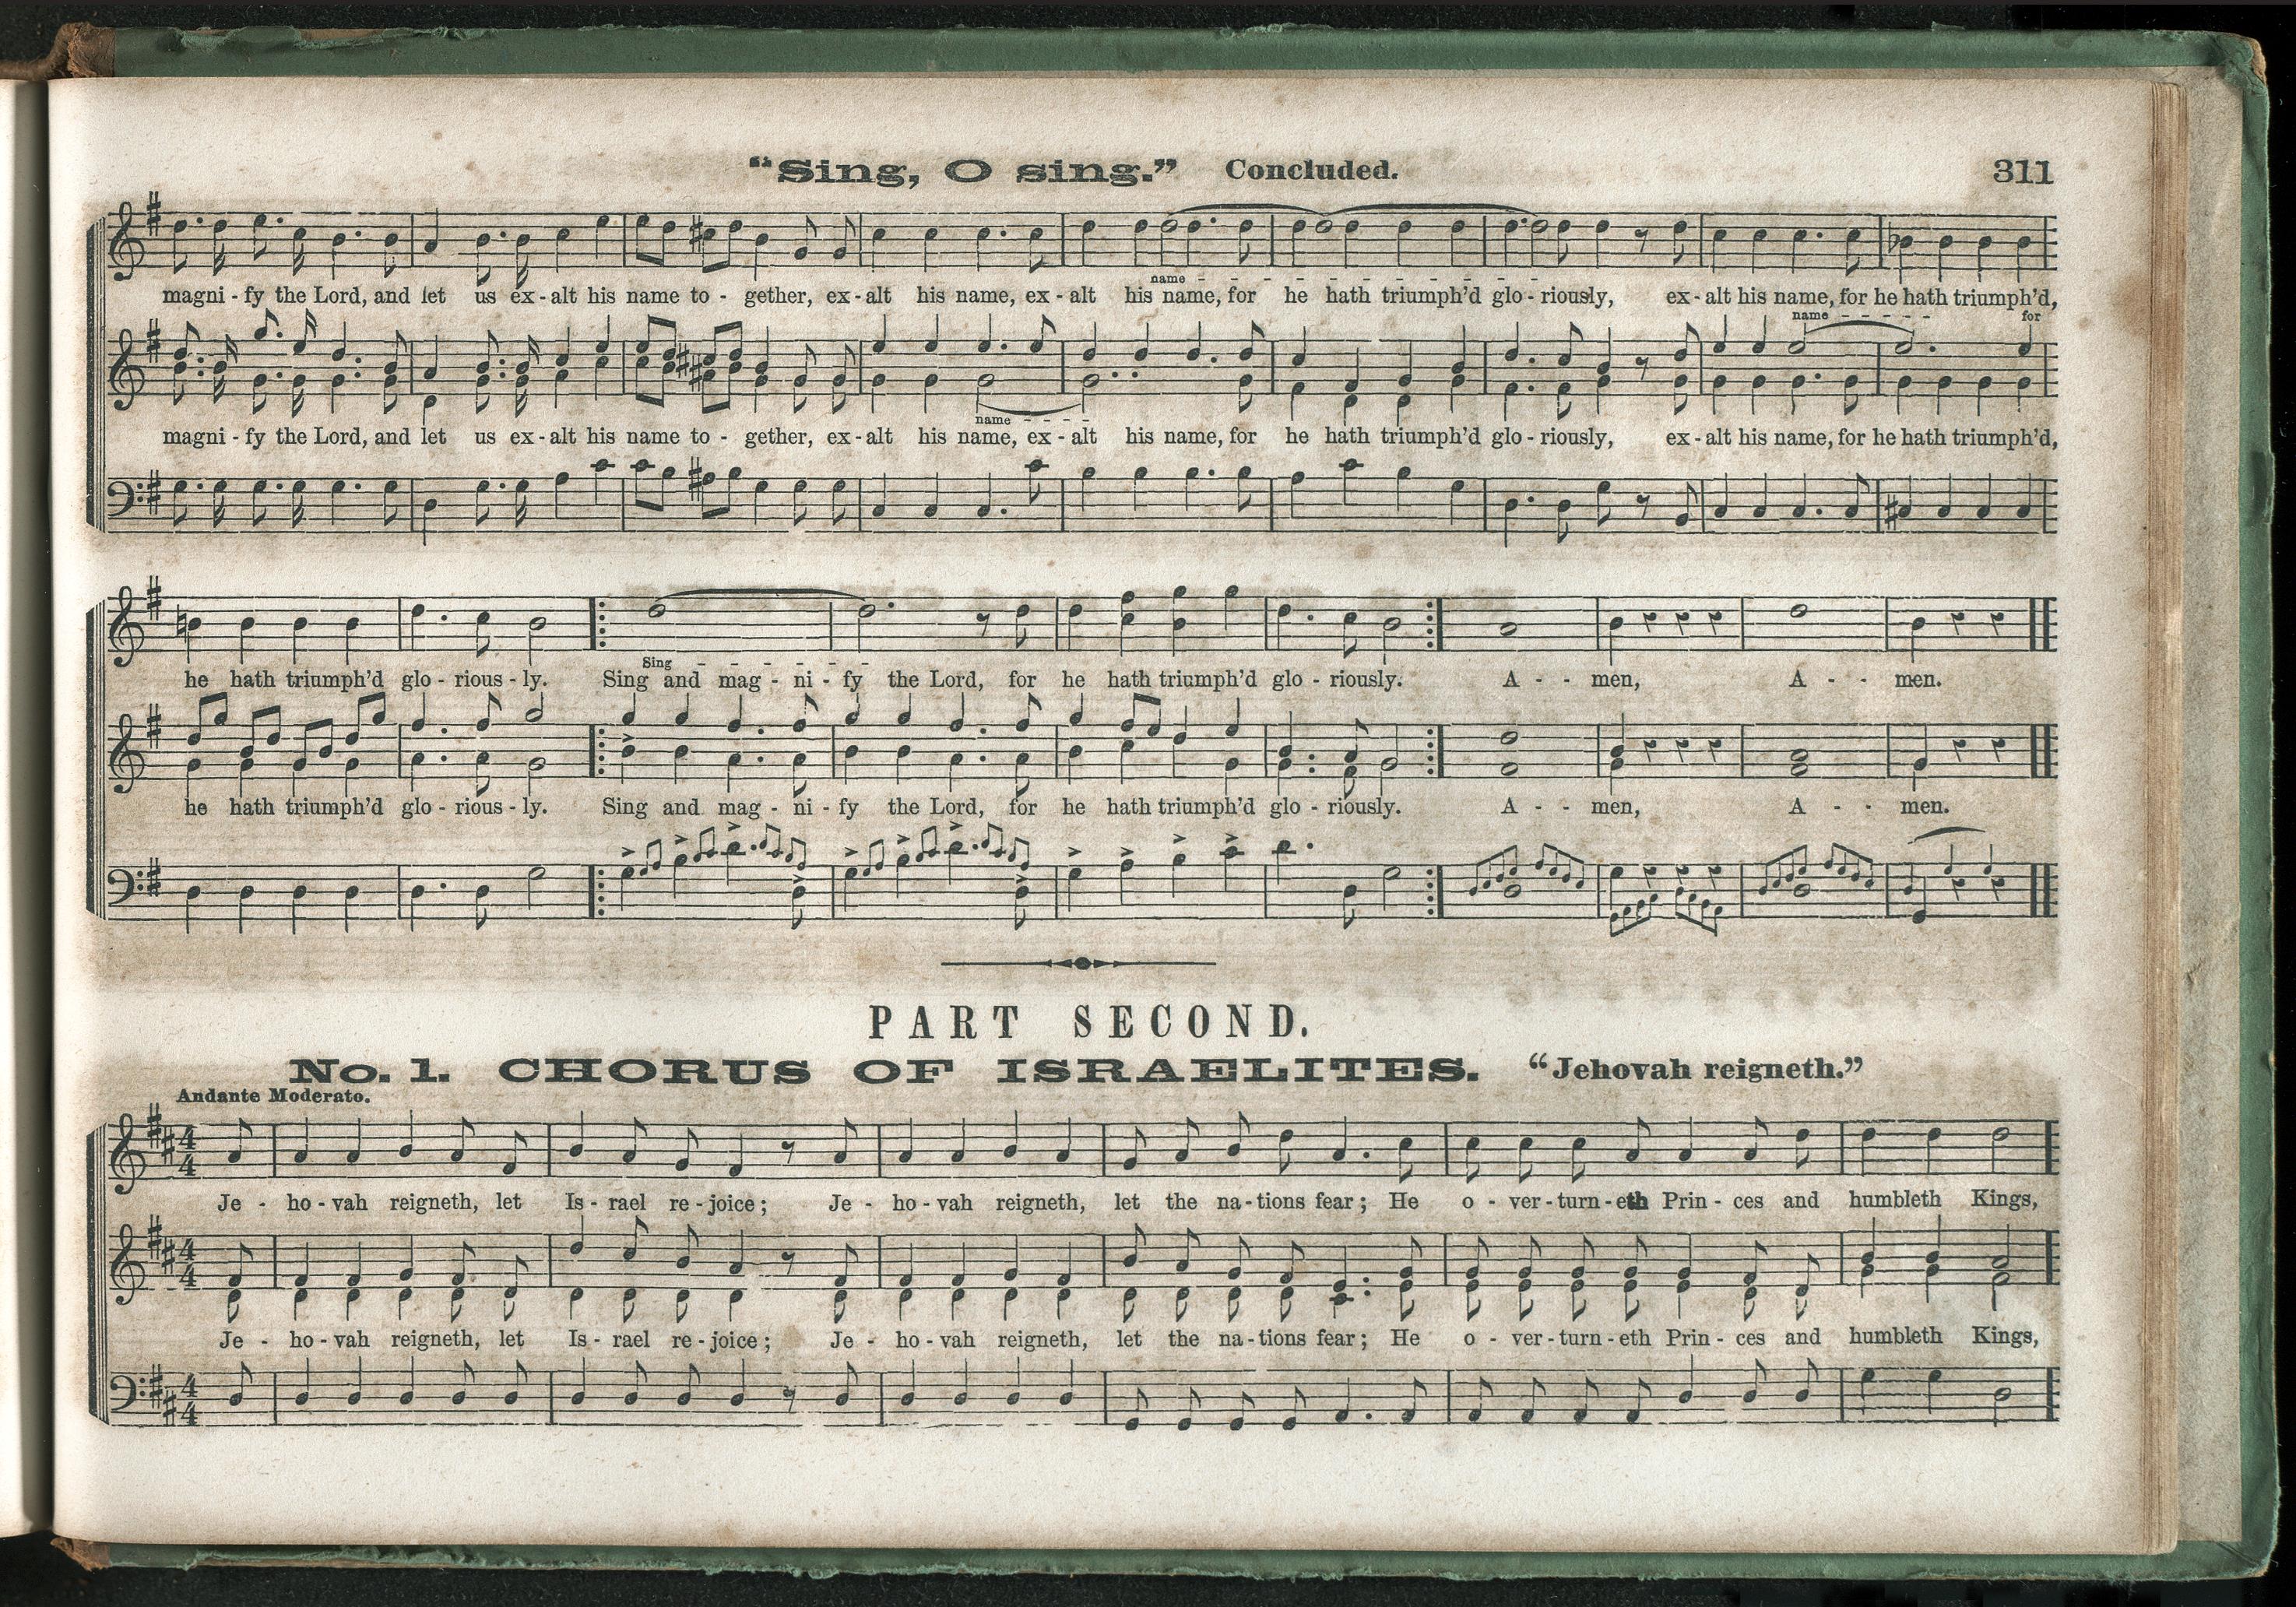 “Sing, O sing.” Concluded. 311
name - - - - - - - - - - -
magni - fy the Lord, and let us ex - alt his name to - gether, ex - alt his name, ex - alt his name, for he hath triumph’d glo - riously, ex - alt his name, for he hath triumph’d,
name - - - - - for
name - - - -
magni - fy the Lord, and let us ex - alt his name to - gether, ex - alt his name, ex - alt his name, for he hath triumph’d glo - riously, ex - alt his name, for he hath triumph’d,
Sing - - - - - -
he hath triumph’d glo - rious - ly. Sing and mag - ni - fy the Lord, for he hath triumph’d glo - riously. A - - men, A - - men.
he hath triumph’d glo - rious - ly. Sing and mag - ni - fy the Lord, for he hath triumph’d glo - riously. A - - men, A - - men.
PART SECOND.
No. 1. CHORUS OF ISRAELITES. “Jehovah reigneth.”
Andante Moderato.
4
4
Je - ho - vah reigneth, let Is - rael re - joice; Je - ho - vah reigneth, let the na - tions fear; He o - ver - turn - eth Prin - ces and humbleth Kings,
4
4
Je - ho - vah reigneth, let Is - rael re - joice; Je - ho - vah reigneth, let the na - tions fear; He o - ver - turn - eth Prin - ces and humbleth Kings,
4
4